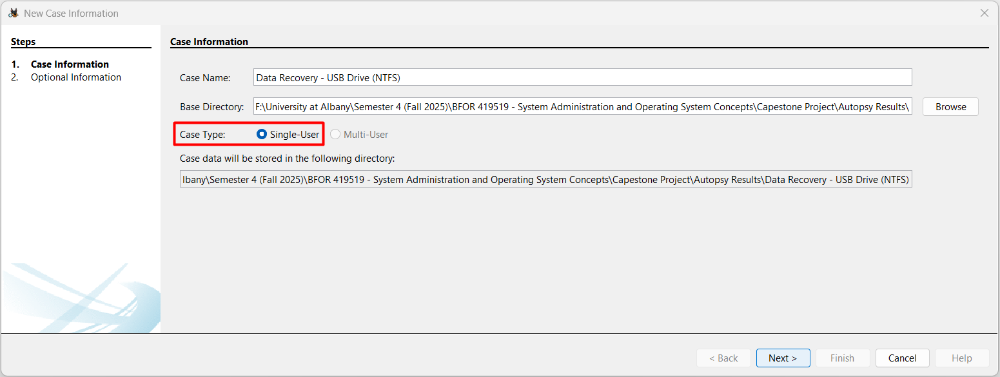 New Case Information
Steps
1. Case Information
2. Optional Information
Case Information
Case Name: Data Recovery - USB Drive (NTFS)
Base Directory: F:\University at Albany\Semester 4 (Fall 2025)\BFOR 419519 - System Administration and Operating System Concepts\Capestone Project\Autopsy Results\ Browse
Case Type: Single-User Multi-User
Case data will be stored in the following directory:
lbany\Semester 4 (Fall 2025)\BFOR 419519 - System Administration and Operating System Concepts\Capestone Project\Autopsy Results\Data Recovery - USB Drive (NTFS)
< Back Next > Finish Cancel Help